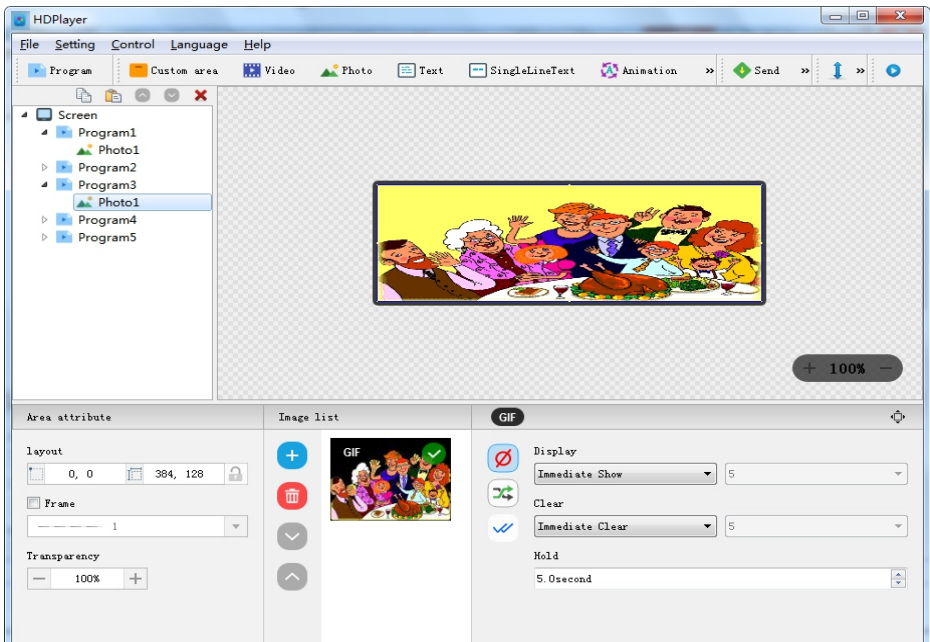 HDPlayer
File Setting Control Language Help
Program Custom area Video Photo Text SingleLineText Animation » Send » »
Screen
Program1
Photo1
Program2
Program3
Photo1
Program4
Program5
+ 100% −
Area attribute Image list GIF
layout
0, 0 384, 128
Frame
1
Transparency
− 100% +
GIF
Display
Immediate Show 5
Clear
Immediate Clear 5
Hold
5.0second